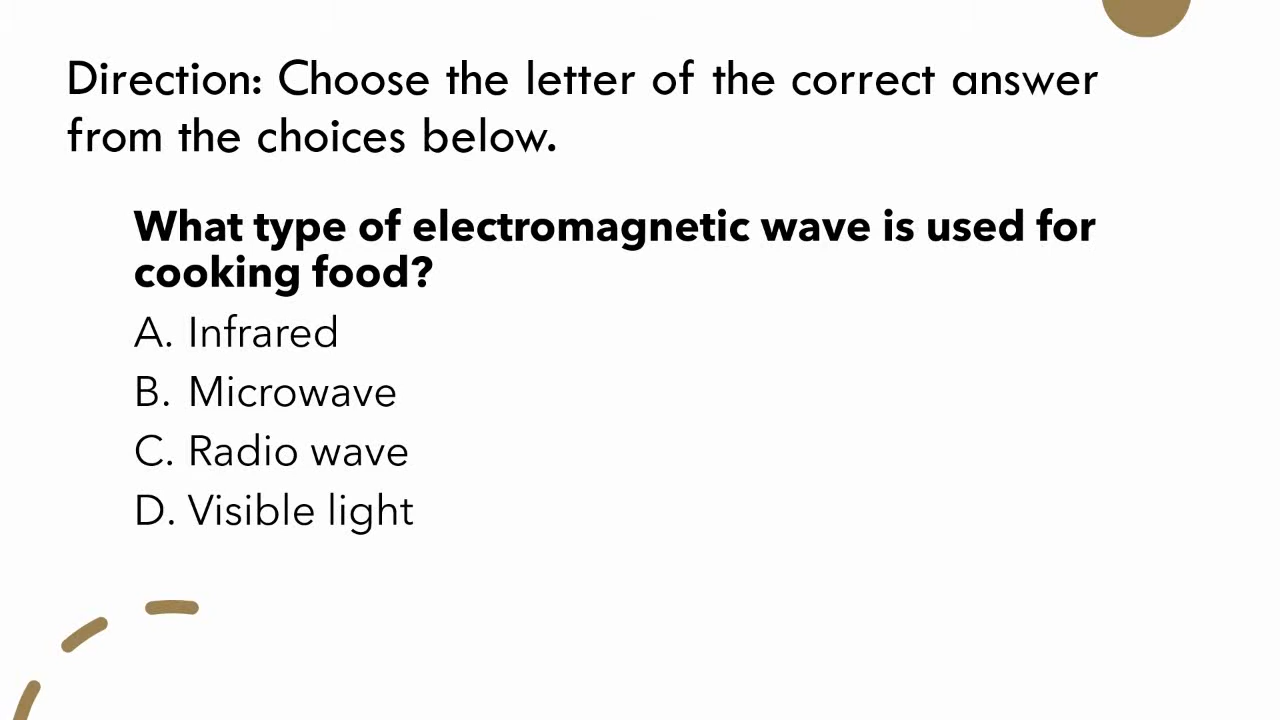 Direction: Choose the letter of the correct answer
from the choices below.
What type of electromagnetic wave is used for
cooking food?
A. Infrared
B. Microwave
C. Radio wave
D. Visible light